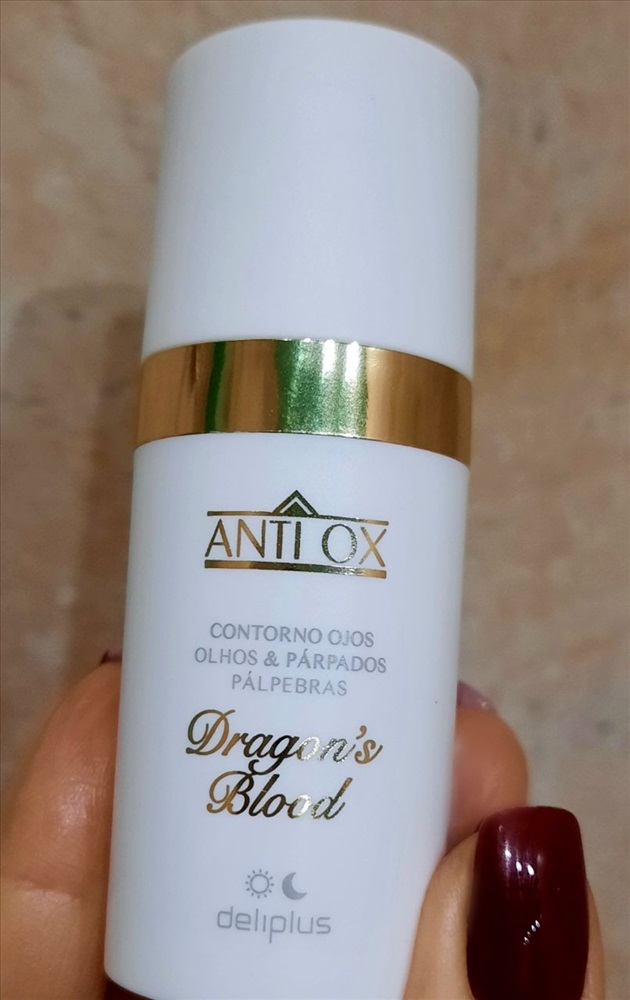 ANTI OX
CONTORNO OJOS
OLHOS & PÁRPADOS
PÁLPEBRAS
Dragon's
Blood
deliplus